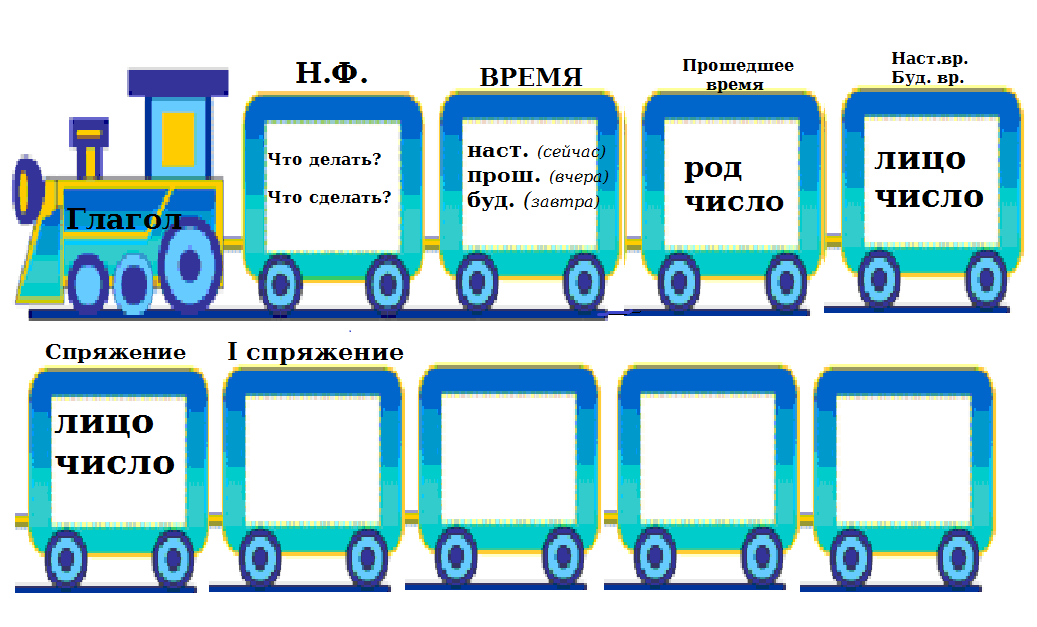 Глагол
Н.Ф.
Что делать?
Что сделать?
ВРЕМЯ
наст. (сейчас)
прош. (вчера)
буд. (завтра)
Прошедшее
время
род
число
Наст.вр.
Буд. вр.
лицо
число
Спряжение
лицо
число
I спряжение